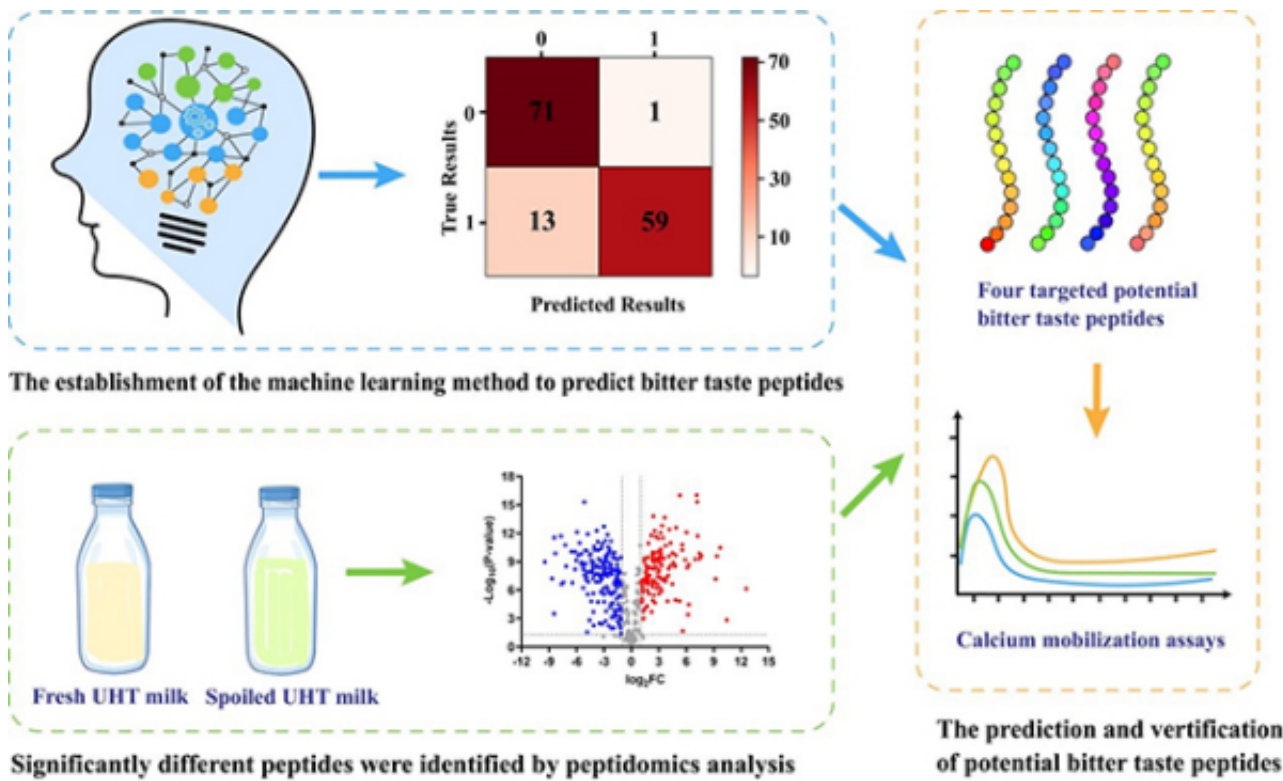 0 1
True Results
0
1
71 1
13 59
70
50
30
10
Predicted Results
The establishment of the machine learning method to predict bitter taste peptides
Fresh UHT milk
Spoiled UHT milk
-Log₁₀(P-value)
18
15
12
9
6
3
0
-12 -9 -6 -3 0 3 6 9 12 15
log₂FC
Significantly different peptides were identified by peptidomics analysis
Four targeted potential
bitter taste peptides
Calcium mobilization assays
The prediction and vertification
of potential bitter taste peptides